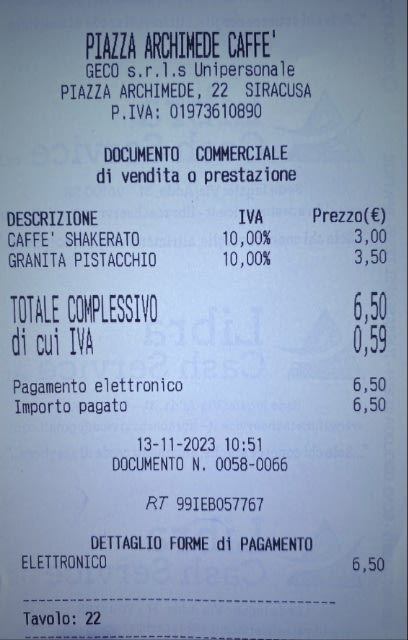 PIAZZA ARCHIMEDE CAFFE'
GECO s.r.l.s Unipersonale
PIAZZA ARCHIMEDE, 22 SIRACUSA
P.IVA: 01973610890
DOCUMENTO COMMERCIALE
di vendita o prestazione
DESCRIZIONE IVA Prezzo(€)
CAFFE' SHAKERATO 10,00% 3,00
GRANITA PISTACCHIO 10,00% 3,50
TOTALE COMPLESSIVO 6,50
di cui IVA 0,59
Pagamento elettronico 6,50
Importo pagato 6,50
13-11-2023 10:51
DOCUMENTO N. 0058-0066
RT 99IEB057767
DETTAGLIO FORME di PAGAMENTO
ELETTRONICO 6,50
Tavolo: 22